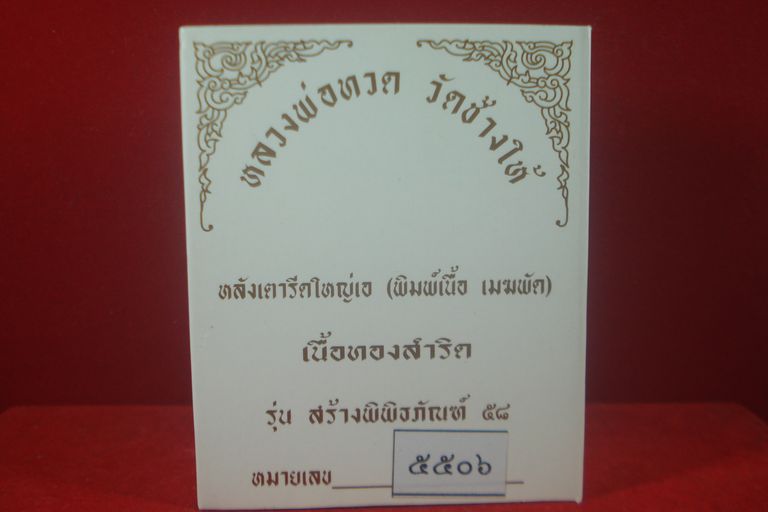 หลวงพ่อทวด วัดช้างให้
หลังเตารีดใหญ่เอ (พิมพ์เนื้อ เมฆพัด)
เนื้อทองสำริด
รุ่น สร้างพิพิธภัณฑ์ ๕๘
หมายเลข ๕๕๐๖